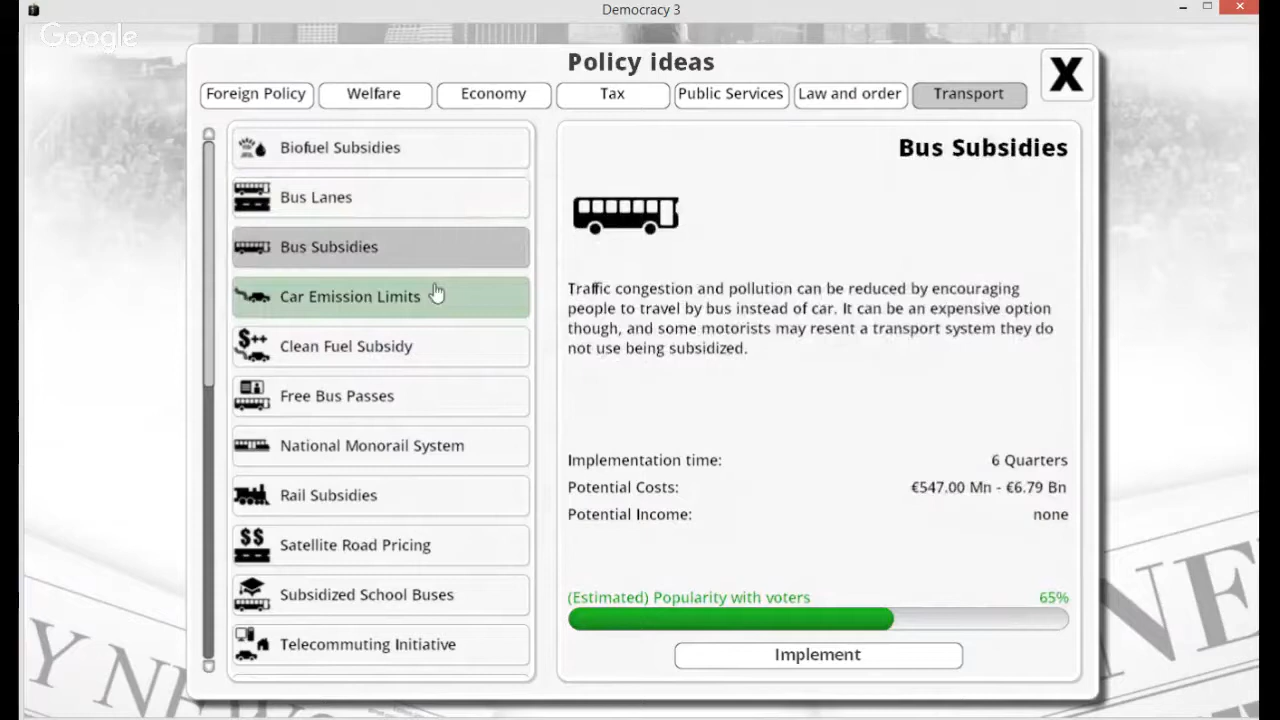 Democracy 3
Google
Policy ideas
X
Foreign Policy
Welfare
Economy
Tax
Public Services
Law and order
Transport
Biofuel Subsidies
Bus Lanes
Bus Subsidies
Car Emission Limits
Clean Fuel Subsidy
Free Bus Passes
National Monorail System
Rail Subsidies
Satellite Road Pricing
Subsidized School Buses
Telecommuting Initiative
Bus Subsidies
Traffic congestion and pollution can be reduced by encouraging
people to travel by bus instead of car. It can be an expensive option
though, and some motorists may resent a transport system they do
not use being subsidized.
Implementation time: 6 Quarters
Potential Costs: €547.00 Mn - €6.79 Bn
Potential Income: none
(Estimated) Popularity with voters 65%
Implement
Y NEW
NEW